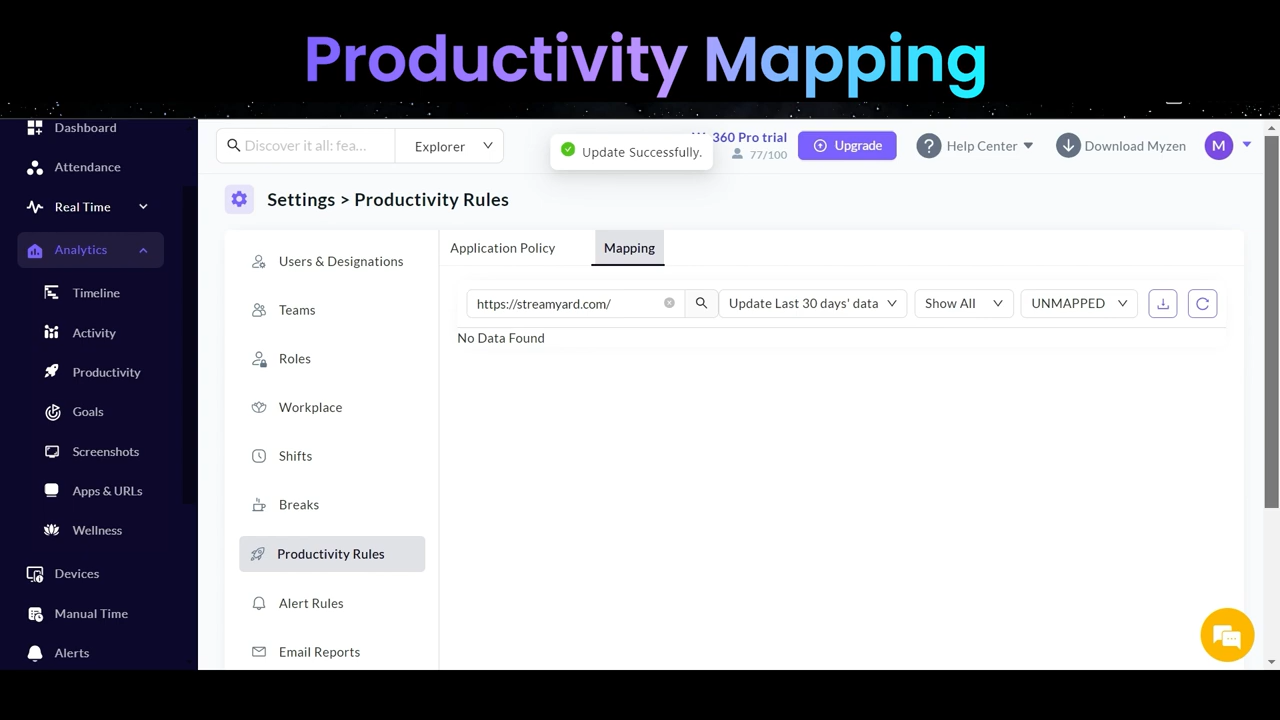 Productivity Mapping
Dashboard
Attendance
Real Time
Analytics
Timeline
Activity
Productivity
Goals
Screenshots
Apps & URLs
Wellness
Devices
Manual Time
Alerts
Discover it all: fea...
Explorer
Update Successfully.
360 Pro trial
77/100
Upgrade
Help Center
Download Myzen
M
Settings > Productivity Rules
Users & Designations
Teams
Roles
Workplace
Shifts
Breaks
Productivity Rules
Alert Rules
Email Reports
Application Policy
Mapping
https://streamyard.com/
Update Last 30 days' data
Show All
UNMAPPED
No Data Found